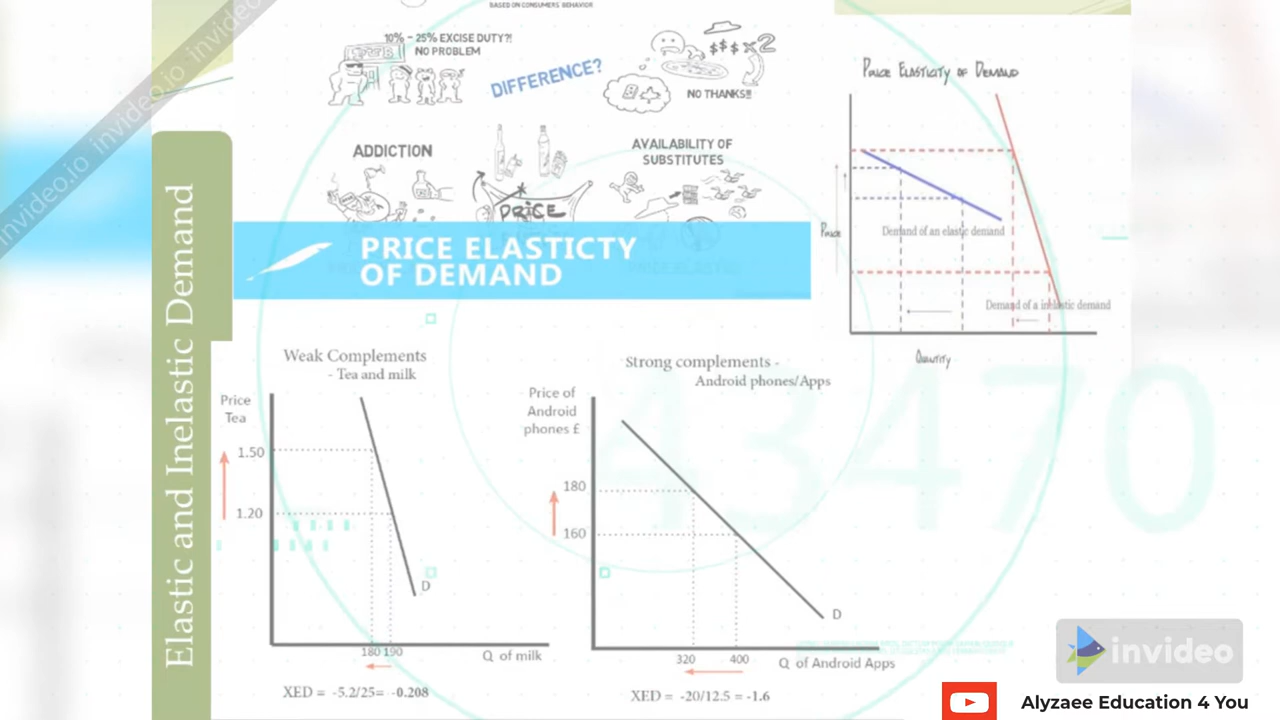 BASED ON CONSUMERS BEHAVIOR
10% - 25% EXCISE DUTY?!
NO PROBLEM
DIFFERENCE?
$$$x2
NO THANKS!!
ADDICTION
AVAILABILITY OF
SUBSTITUTES
PRICE
PRICE ELASTICTY
OF DEMAND
Elastic and Inelastic Demand
PRICE ELASTICITY OF DEMAND
PRICE
Demand of an elastic demand
Demand of a inelastic demand
QUANTITY
Weak Complements
- Tea and milk
Price
Tea
1.50
1.20
D
180 190
Q of milk
XED = -5.2/25= -0.208
Strong complements -
Android phones/Apps
Price of
Android
phones £
180
160
D
320
400
Q of Android Apps
XED = -20/12.5 = -1.6
43470
invideo.io invideo.io invideo
invideo
Alyzaee Education 4 You